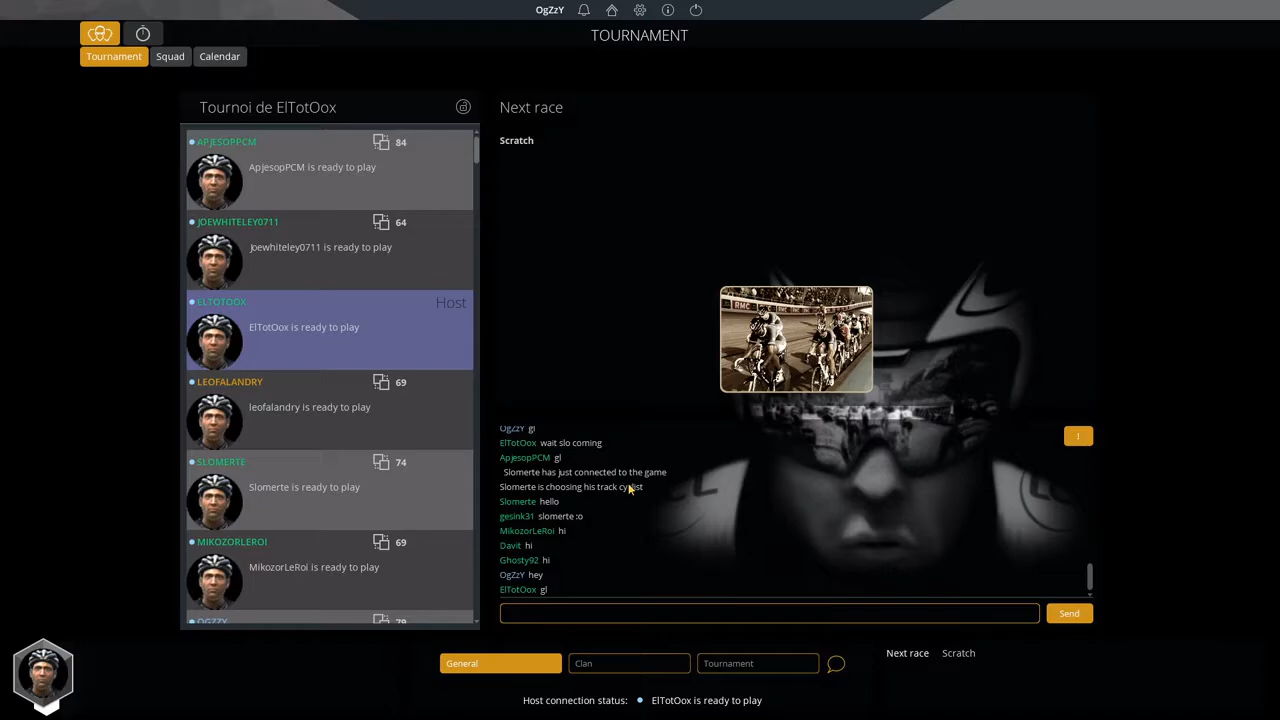 OgZzY
TOURNAMENT
Tournament Squad Calendar
Tournoi de ElTotOox
APJESOPPCM 84
ApjesopPCM is ready to play
JOEWHITELEY0711 64
Joewhiteley0711 is ready to play
ELTOTOOX Host
ElTotOox is ready to play
LEOFALANDRY 69
leofalandry is ready to play
SLOMERTE 74
Slomerte is ready to play
MIKOZORLEROI 69
MikozorLeRoi is ready to play
OGZZY 79
Next race
Scratch
RMC
OgZzY gl
ElTotOox wait slo coming
ApjesopPCM gl
Slomerte has just connected to the game
Slomerte is choosing his track cyclist
Slomerte hello
gesink31 slomerte :o
MikozorLeRoi hi
Davit hi
Ghosty92 hi
OgZzY hey
ElTotOox gl
!
Send
General Clan Tournament
Next race Scratch
Host connection status: ElTotOox is ready to play